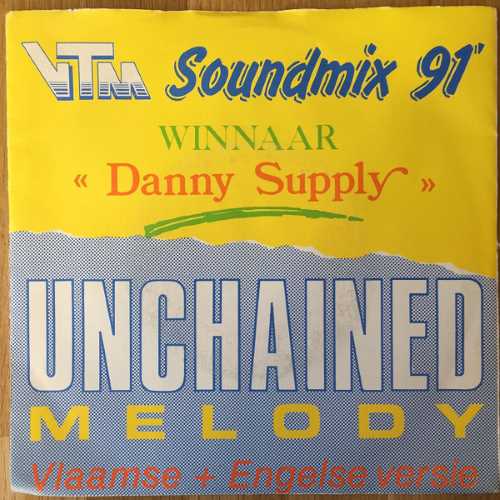 VTM Soundmix 91'
WINNAAR
« Danny Supply »
UNCHAINED
MELODY
Vlaamse + Engelse versie